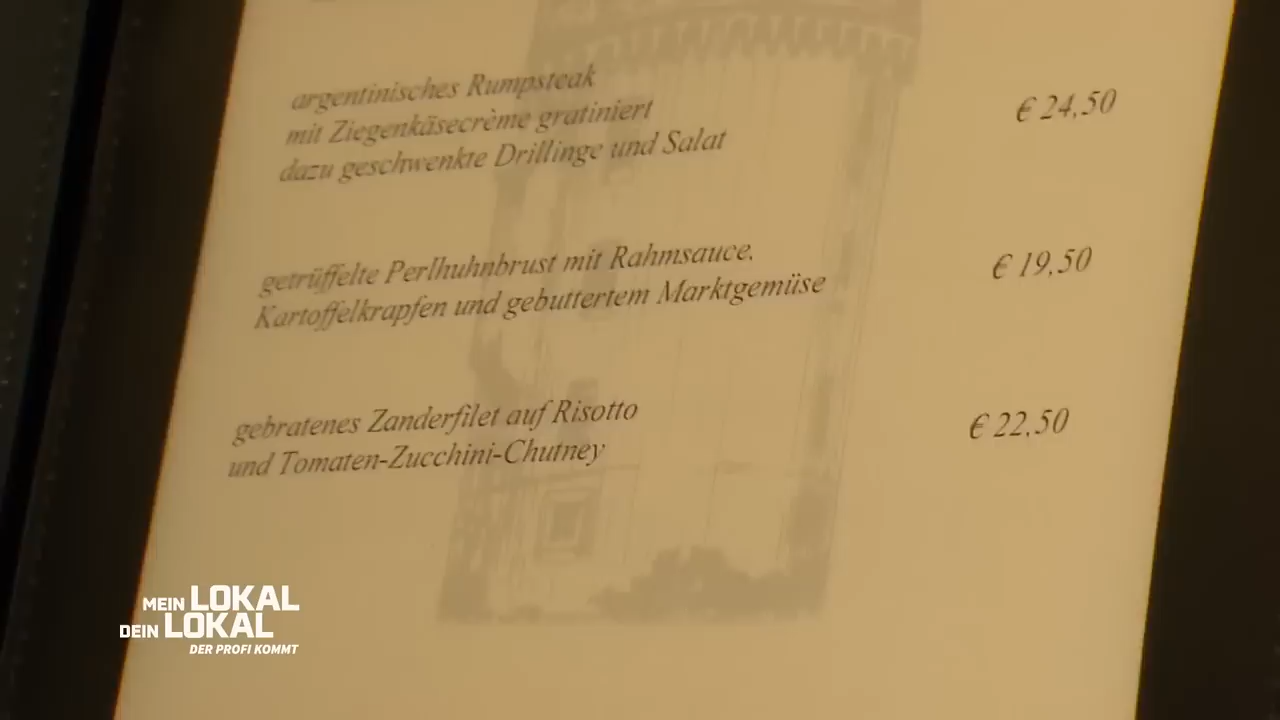 argentinisches Rumpsteak
mit Ziegenkäsecrème gratiniert
dazu geschwenkte Drillinge und Salat
€ 24,50
getrüffelte Perlhuhnbrust mit Rahmsauce,
Kartoffelkrapfen und gebuttertem Marktgemüse
€ 19,50
gebratenes Zanderfilet auf Risotto
und Tomaten-Zucchini-Chutney
€ 22,50
MEIN LOKAL
DEIN LOKAL
DER PROFI KOMMT